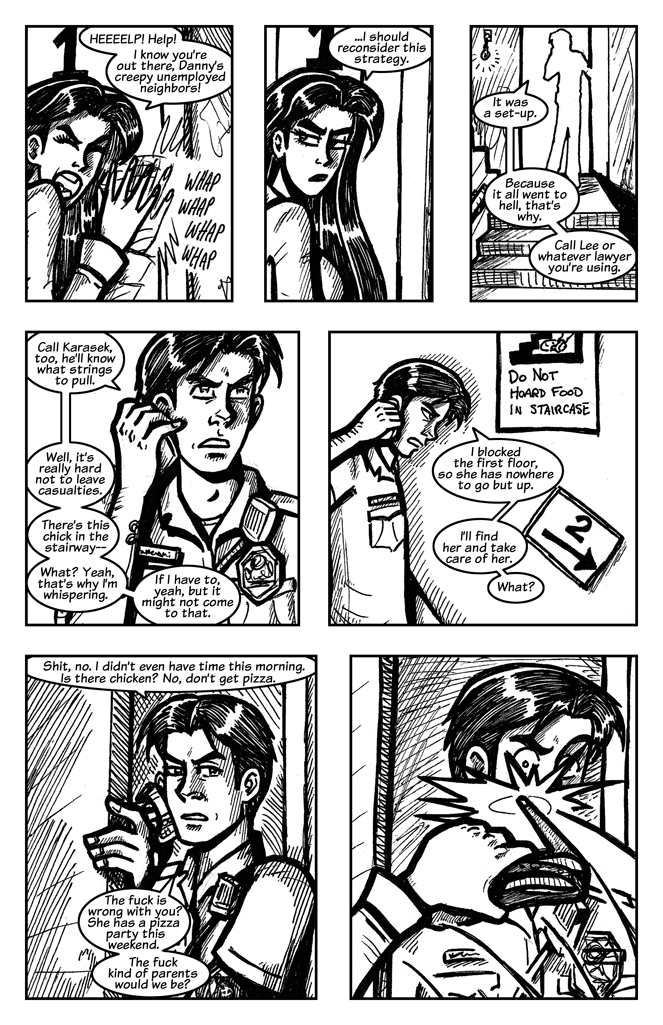 HEEEELP! Help!
I know you're
out there, Danny's
creepy unemployed
neighbors!
1
WHAP
WHAP
WHAP
WHAP
...I should
reconsider this
strategy.
1
It was
a set-up.
Because
it all went to
hell, that's
why.
Call Lee or
whatever lawyer
you're using.
Call Karasek,
too, he'll know
what strings
to pull.
Well, it's
really hard
not to leave
casualties.
There's this
chick in the
stairway--
What? Yeah,
that's why I'm
whispering.
If I have to,
yeah, but it
might not come
to that.
DO NOT
HOARD FOOD
IN STAIRCASE
I blocked
the first floor,
so she has nowhere
to go but up.
2
I'll find
her and take
care of her.
What?
Shit, no. I didn't even have time this morning.
Is there chicken? No, don't get pizza.
The fuck is
wrong with you?
She has a pizza
party this
weekend.
The fuck
kind of parents
would we be?